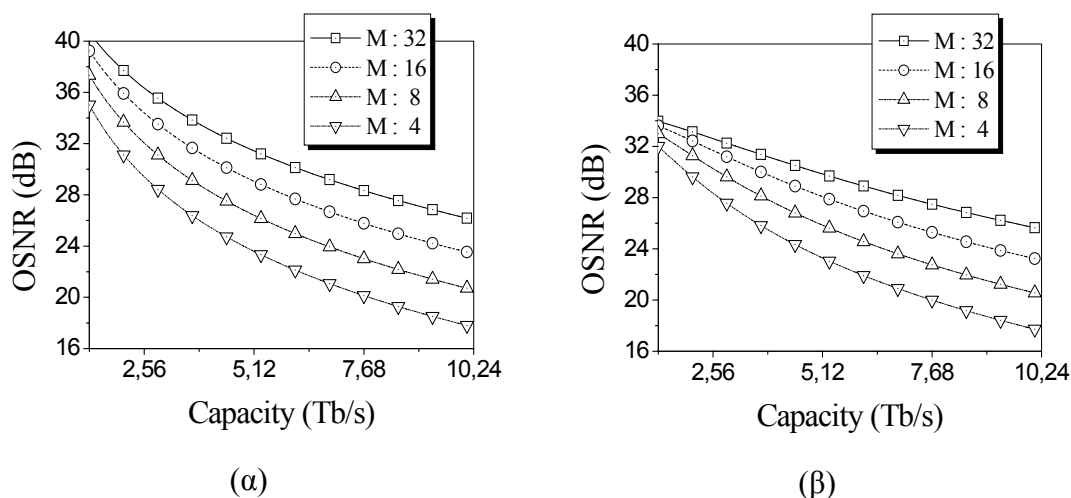 M : 32
M : 16
M : 8
M : 4
40
36
32
28
24
20
16
OSNR (dB)
2,56
5,12
7,68
10,24
Capacity (Tb/s)
(α)
M : 32
M : 16
M : 8
M : 4
40
36
32
28
24
20
16
OSNR (dB)
2,56
5,12
7,68
10,24
Capacity (Tb/s)
(β)